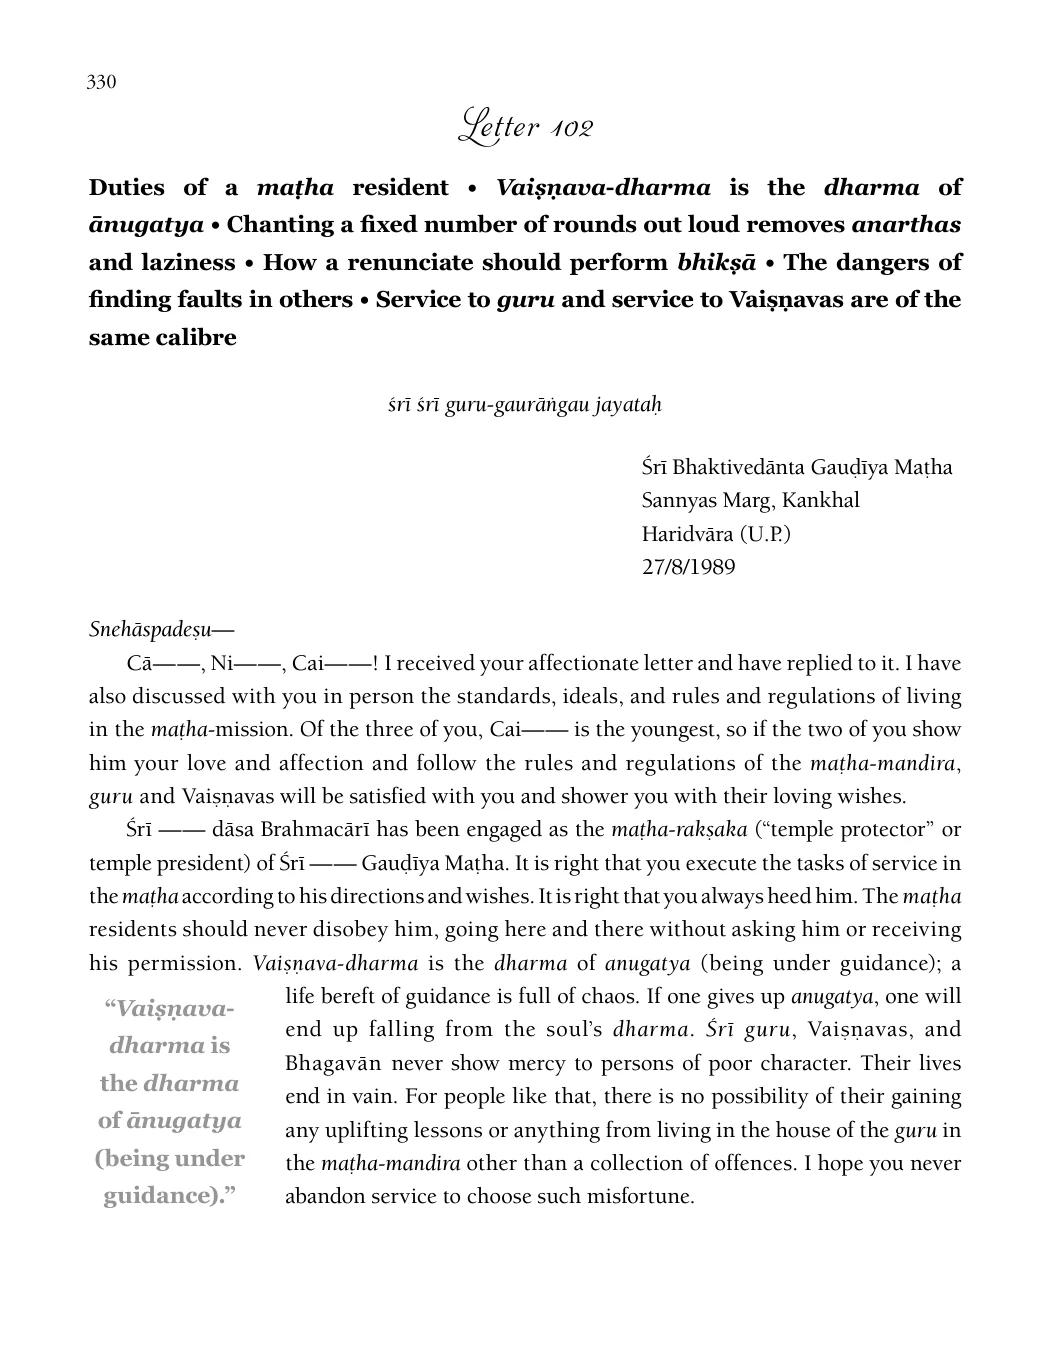 330
Letter 102
Duties of a maṭha resident • Vaiṣṇava-dharma is the dharma of
ānugatya • Chanting a fixed number of rounds out loud removes anarthas
and laziness • How a renunciate should perform bhikṣā • The dangers of
finding faults in others • Service to guru and service to Vaiṣṇavas are of the
same calibre
śrī śrī guru-gaurāṅgau jayataḥ
Śrī Bhaktivedānta Gauḍīya Maṭha
Sannyas Marg, Kankhal
Haridvāra (U.P.)
27/8/1989
Snehāspadeṣu—
Cā——, Ni——, Cai——! I received your affectionate letter and have replied to it. I have
also discussed with you in person the standards, ideals, and rules and regulations of living
in the maṭha-mission. Of the three of you, Cai—— is the youngest, so if the two of you show
him your love and affection and follow the rules and regulations of the maṭha-mandira,
guru and Vaiṣṇavas will be satisfied with you and shower you with their loving wishes.
Śrī —— dāsa Brahmacārī has been engaged as the maṭha-rakṣaka (“temple protector” or
temple president) of Śrī —— Gauḍīya Maṭha. It is right that you execute the tasks of service in
the maṭha according to his directions and wishes. It is right that you always heed him. The maṭha
residents should never disobey him, going here and there without asking him or receiving
his permission. Vaiṣṇava-dharma is the dharma of anugatya (being under guidance); a
life bereft of guidance is full of chaos. If one gives up anugatya, one will
end up falling from the soul’s dharma. Śrī guru, Vaiṣṇavas, and
Bhagavān never show mercy to persons of poor character. Their lives
end in vain. For people like that, there is no possibility of their gaining
any uplifting lessons or anything from living in the house of the guru in
the maṭha-mandira other than a collection of offences. I hope you never
abandon service to choose such misfortune.
“Vaiṣṇava-
dharma is
the dharma
of ānugatya
(being under
guidance).”